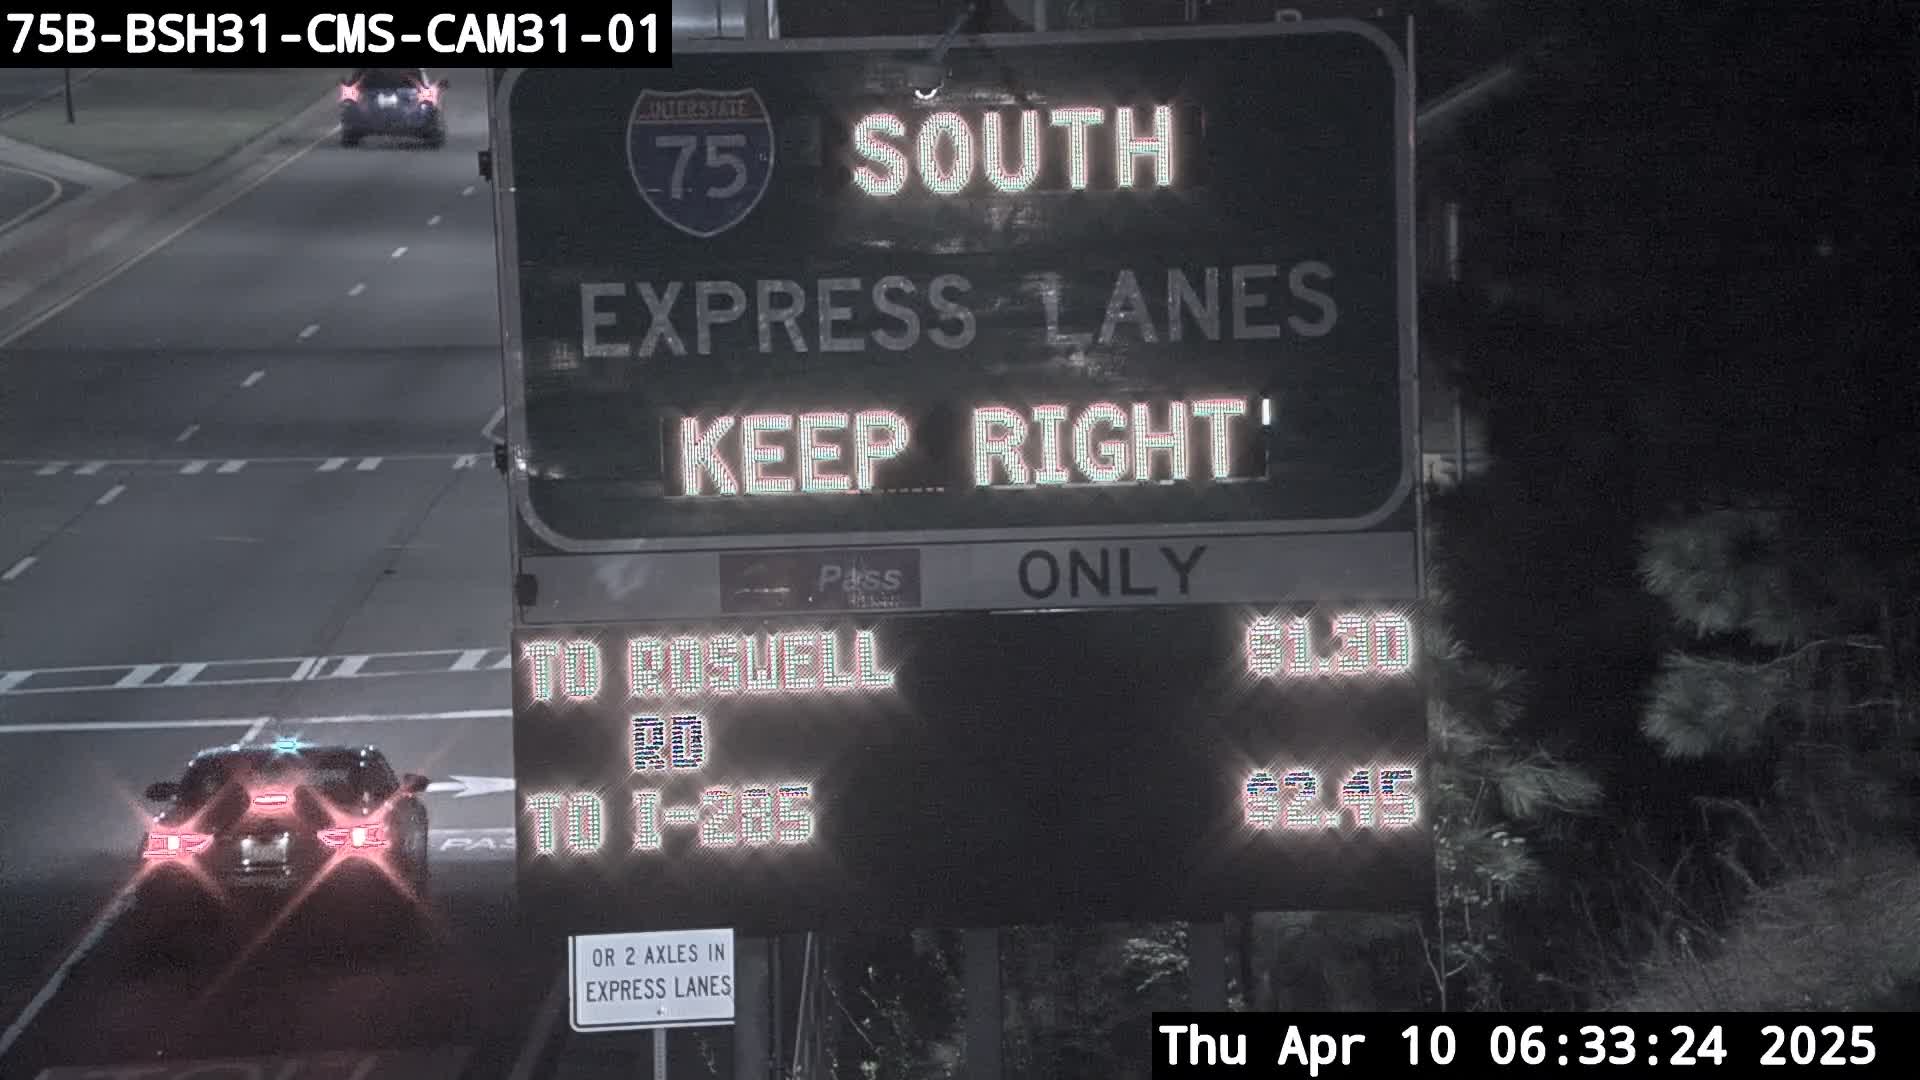 75B-BSH31-CMS-CAM31-01
INTERSTATE
75
SOUTH
EXPRESS LANES
KEEP RIGHT
Pass
ONLY
TO ROSWELL $1.30
RD
TO I-285 $2.45
PAS
OR 2 AXLES IN
EXPRESS LANES
Thu Apr 10 06:33:24 2025